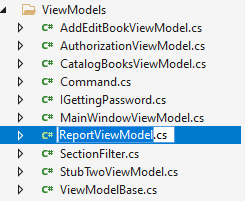 ViewModels
C# AddEditBookViewModel.cs
C# AuthorizationViewModel.cs
C# CatalogBooksViewModel.cs
C# Command.cs
C# IGettingPassword.cs
C# MainWindowViewModel.cs
C# ReportViewModel.cs
C# SectionFilter.cs
C# StubTwoViewModel.cs
C# ViewModelBase.cs